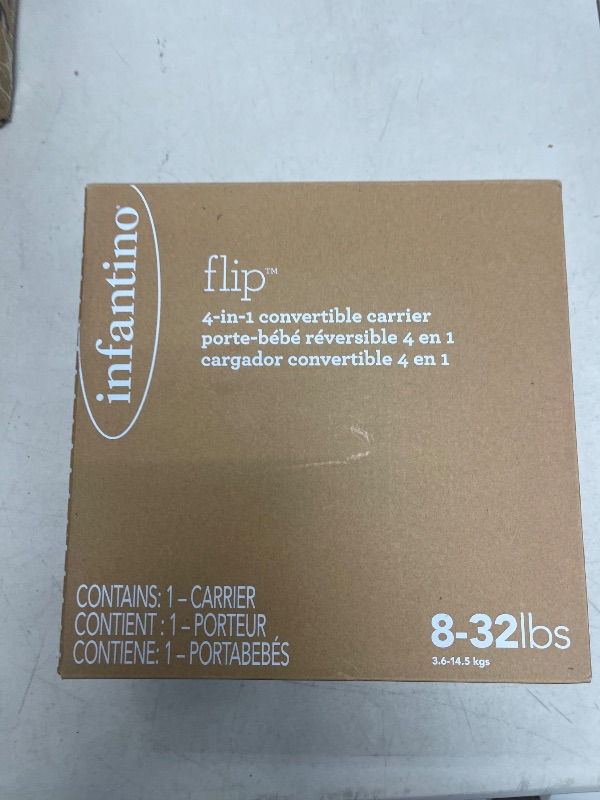 infantino
flip™
4-in-1 convertible carrier
porte-bébé réversible 4 en 1
cargador convertible 4 en 1
CONTAINS: 1 – CARRIER
CONTIENT : 1 – PORTEUR
CONTIENE: 1 – PORTABEBÉS
8-32lbs
3.6-14.5 kgs